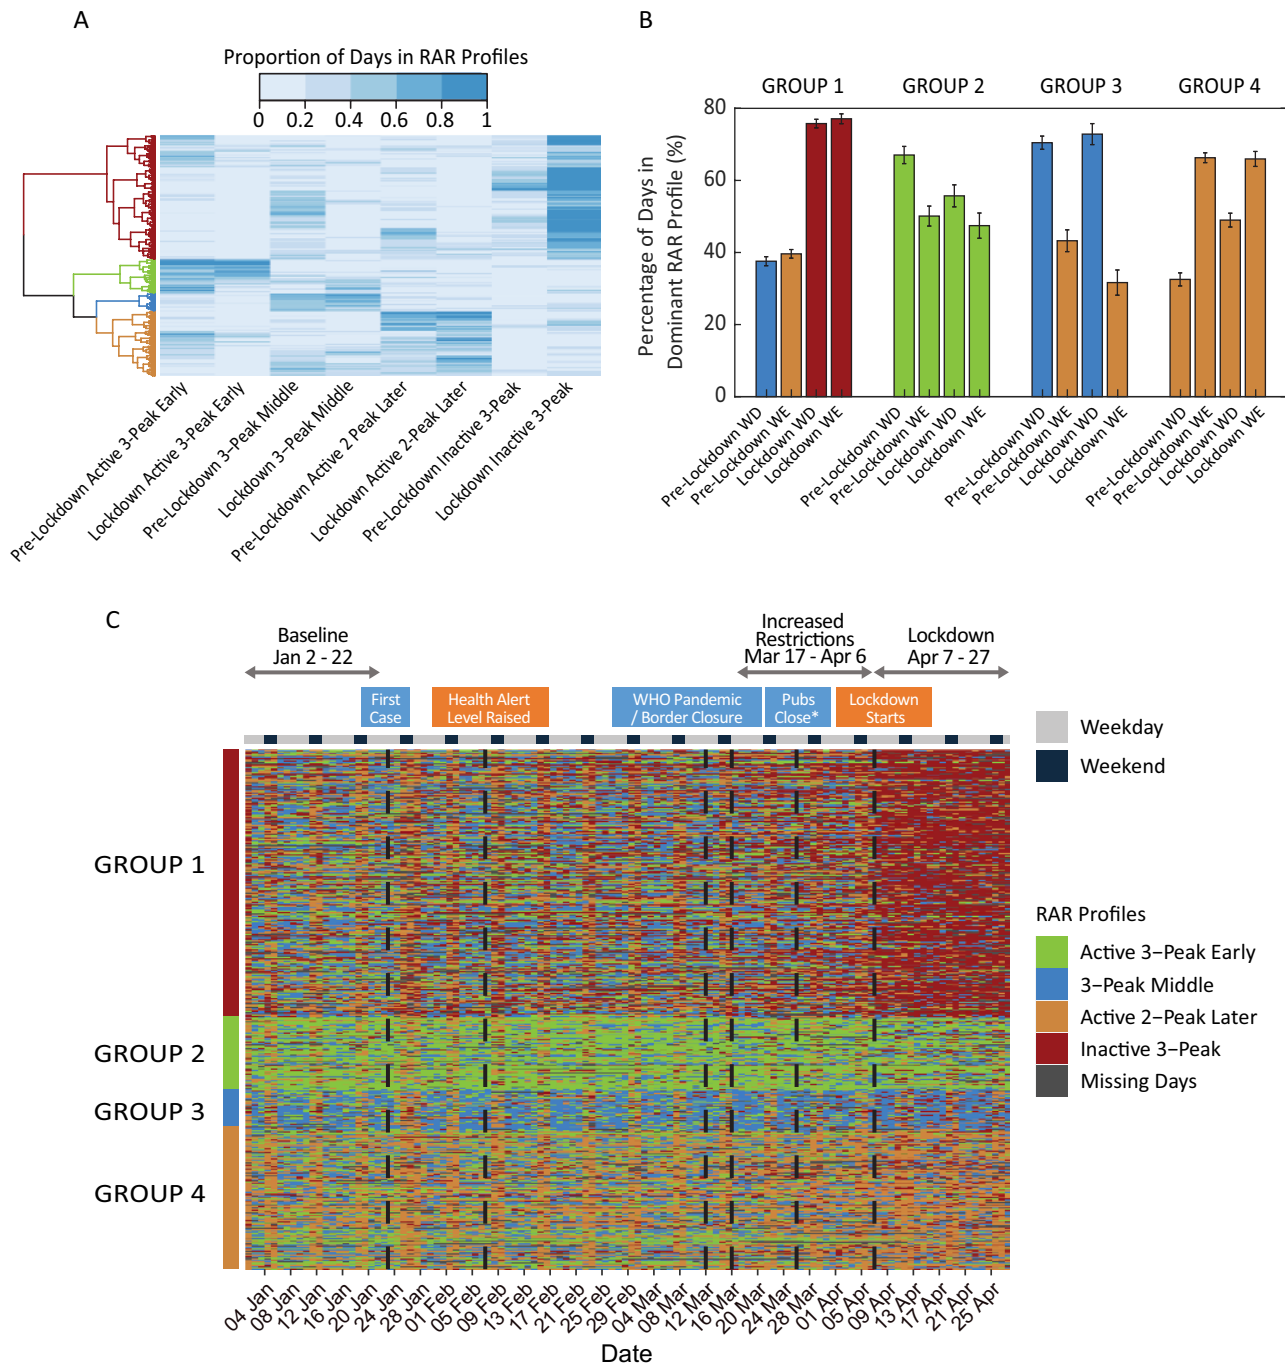 A
Proportion of Days in RAR Profiles
0 0.2 0.4 0.6 0.8 1
Pre-Lockdown Active 3-Peak Early
Lockdown Active 3-Peak Early
Pre-Lockdown 3-Peak Middle
Lockdown 3-Peak Middle
Pre-Lockdown Active 2 Peak Later
Lockdown Active 2-Peak Later
Pre-Lockdown Inactive 3-Peak
Lockdown Inactive 3-Peak
B
GROUP 1 GROUP 2 GROUP 3 GROUP 4
Percentage of Days in
Dominant RAR Profile (%)
80
60
40
20
0
Pre-Lockdown WD
Pre-Lockdown WE
Lockdown WD
Lockdown WE
Pre-Lockdown WD
Pre-Lockdown WE
Lockdown WD
Lockdown WE
Pre-Lockdown WD
Pre-Lockdown WE
Lockdown WD
Lockdown WE
Pre-Lockdown WD
Pre-Lockdown WE
Lockdown WD
Lockdown WE
C
Baseline
Jan 2 - 22
Increased
Restrictions
Mar 17 - Apr 6
Lockdown
Apr 7 - 27
First
Case
Health Alert
Level Raised
WHO Pandemic
/ Border Closure
Pubs
Close*
Lockdown
Starts
Weekday
Weekend
GROUP 1
GROUP 2
GROUP 3
GROUP 4
RAR Profiles
Active 3-Peak Early
3-Peak Middle
Active 2-Peak Later
Inactive 3-Peak
Missing Days
04 Jan
08 Jan
12 Jan
16 Jan
20 Jan
24 Jan
28 Jan
01 Feb
05 Feb
09 Feb
13 Feb
17 Feb
21 Feb
25 Feb
29 Feb
04 Mar
08 Mar
12 Mar
16 Mar
20 Mar
24 Mar
28 Mar
01 Apr
05 Apr
09 Apr
13 Apr
17 Apr
21 Apr
25 Apr
Date